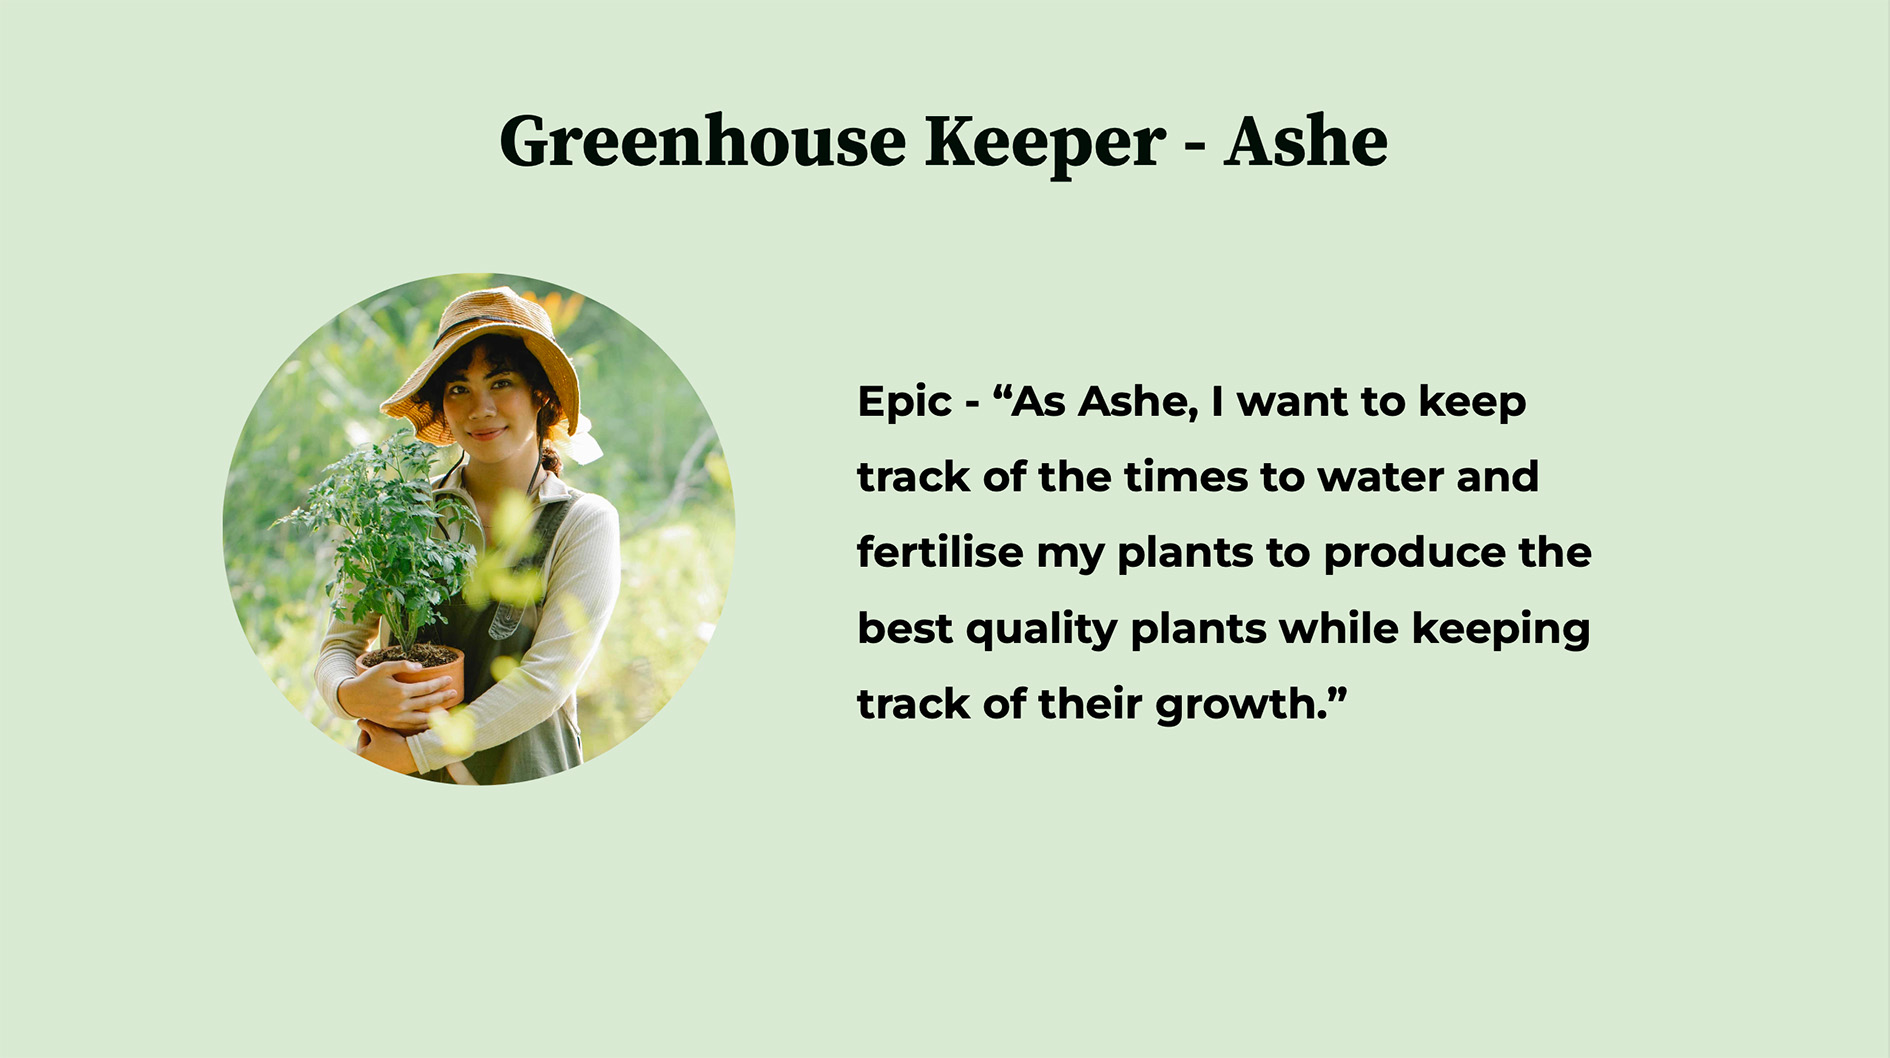 Greenhouse Keeper - Ashe
Epic - “As Ashe, I want to keep
track of the times to water and
fertilise my plants to produce the
best quality plants while keeping
track of their growth.”